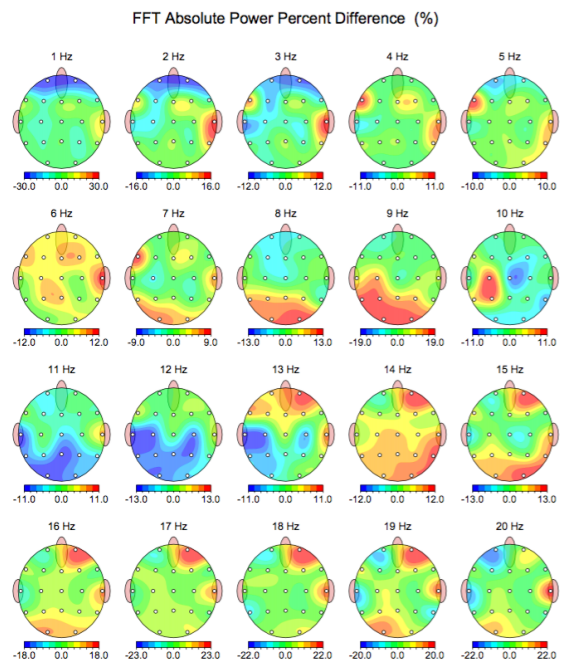 FFT Absolute Power Percent Difference (%)
1 Hz 2 Hz 3 Hz 4 Hz 5 Hz
-30.0 0.0 30.0 -16.0 0.0 16.0 -12.0 0.0 12.0 -11.0 0.0 11.0 -10.0 0.0 10.0
6 Hz 7 Hz 8 Hz 9 Hz 10 Hz
-12.0 0.0 12.0 -9.0 0.0 9.0 -13.0 0.0 13.0 -19.0 0.0 19.0 -11.0 0.0 11.0
11 Hz 12 Hz 13 Hz 14 Hz 15 Hz
-11.0 0.0 11.0 -13.0 0.0 13.0 -11.0 0.0 11.0 -12.0 0.0 12.0 -13.0 0.0 13.0
16 Hz 17 Hz 18 Hz 19 Hz 20 Hz
-18.0 0.0 18.0 -23.0 0.0 23.0 -22.0 0.0 22.0 -20.0 0.0 20.0 -22.0 0.0 22.0